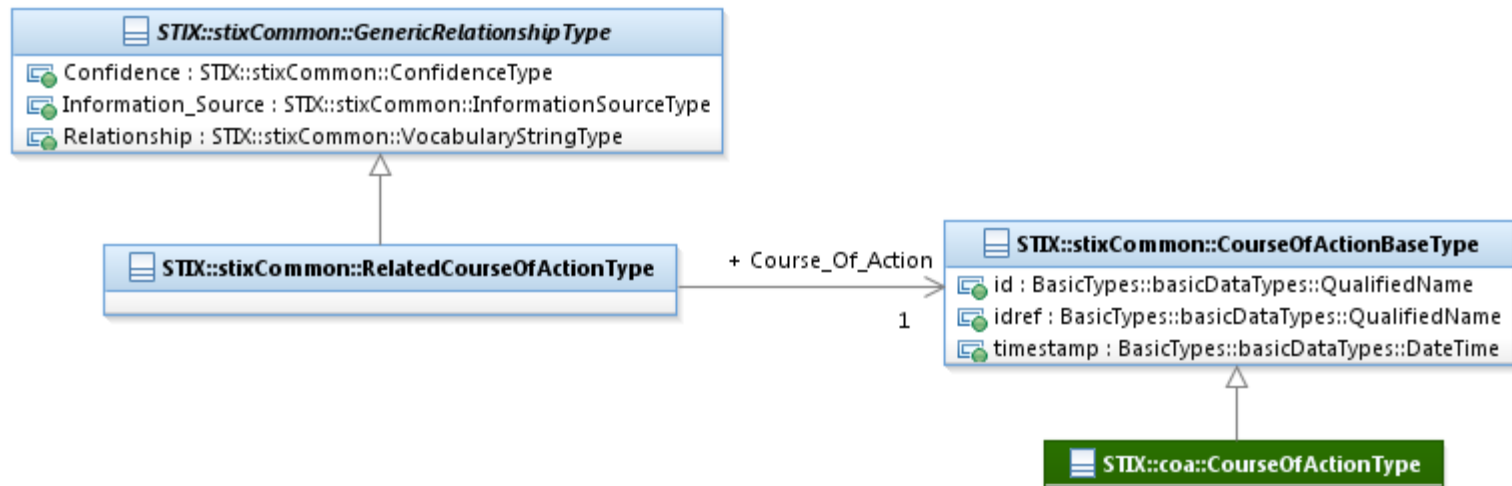 STIX::stixCommon::GenericRelationshipType
Confidence : STIX::stixCommon::ConfidenceType
Information_Source : STIX::stixCommon::InformationSourceType
Relationship : STIX::stixCommon::VocabularyStringType
STIX::stixCommon::RelatedCourseOfActionType
+ Course_Of_Action
1
STIX::stixCommon::CourseOfActionBaseType
id : BasicTypes::basicDataTypes::QualifiedName
idref : BasicTypes::basicDataTypes::QualifiedName
timestamp : BasicTypes::basicDataTypes::DateTime
STIX::coa::CourseOfActionType